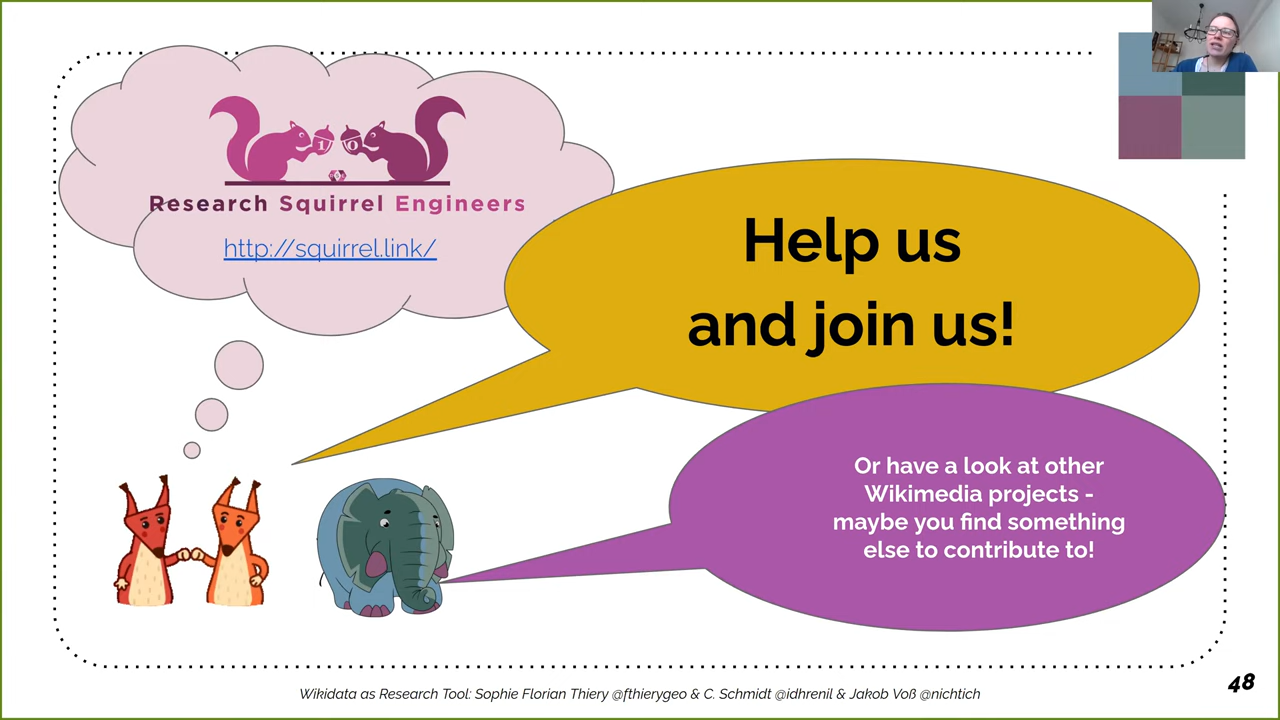 1 0
Research Squirrel Engineers
http://squirrel.link/
Help us
and join us!
Or have a look at other
Wikimedia projects -
maybe you find something
else to contribute to!
Wikidata as Research Tool: Sophie Florian Thiery @fthierygeo & C. Schmidt @idhrenil & Jakob Voß @nichtich
48